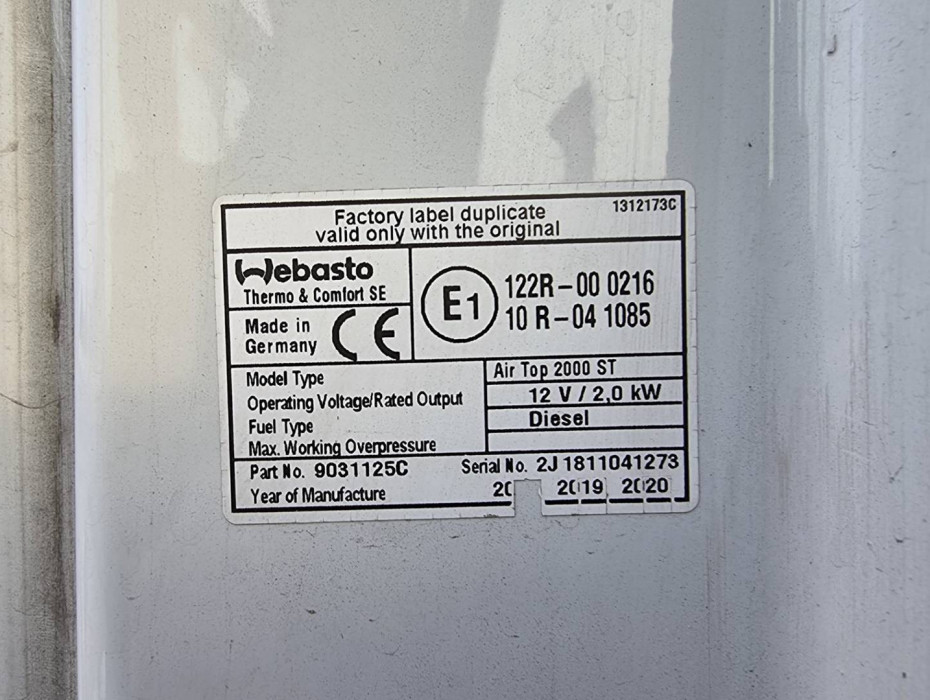 Factory label duplicate
valid only with the original
1312173C
Webasto
Thermo & Comfort SE
Made in
Germany
CE
E1
122R-00 0216
10 R-04 1085
Model Type
Air Top 2000 ST
Operating Voltage/Rated Output
12 V / 2,0 kW
Fuel Type
Diesel
Max. Working Overpressure
Part No. 9031125C
Serial No. 2J 1811041273
Year of Manufacture
2019 2020